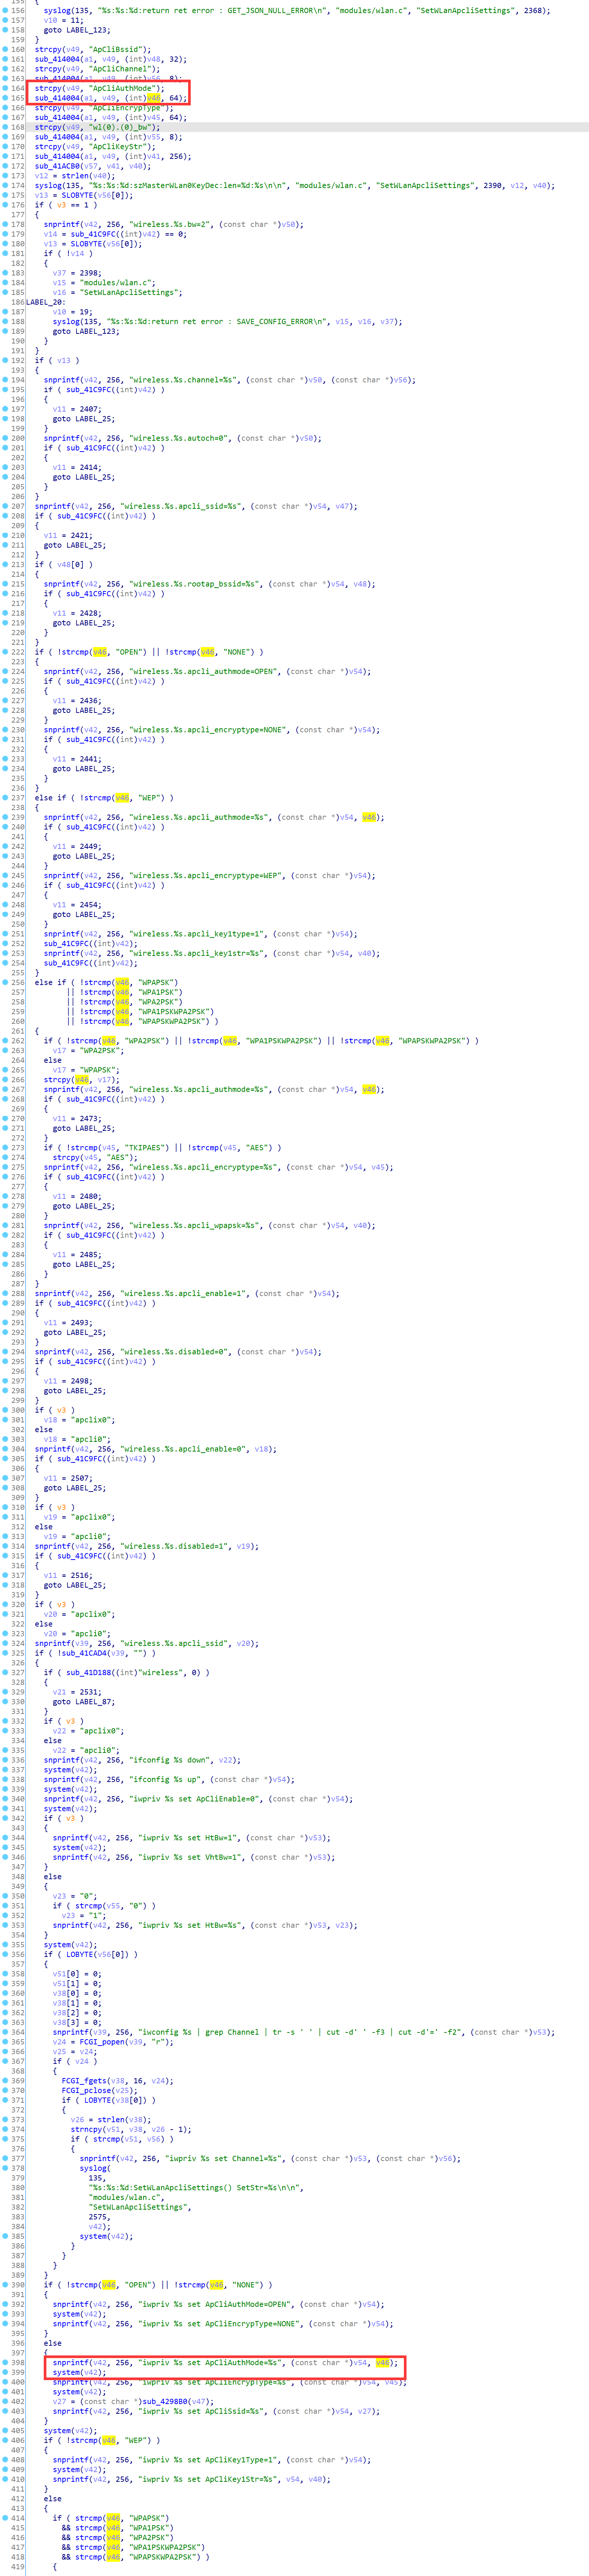 155 {
156 syslog(135, "%s:%s:%d:return ret error : GET_JSON_NULL_ERROR\n", "modules/wlan.c", "SetWLanApcliSettings", 2368);
157 v10 = 11;
158 goto LABEL_123;
159 }
160 strcpy(v49, "ApCliBssid");
161 sub_414004(a1, v49, (int)v48, 32);
162 strcpy(v49, "ApCliChannel");
163 sub_414004(a1, v49, (int)v56, 8);
164 strcpy(v49, "ApCliAuthMode");
165 sub_414004(a1, v49, (int)v46, 64);
166 strcpy(v49, "ApCliEncrypType");
167 sub_414004(a1, v49, (int)v45, 64);
168 strcpy(v49, "wl(0).(0)_bw");
169 sub_414004(a1, v49, (int)v55, 8);
170 strcpy(v49, "ApCliKeyStr");
171 sub_414004(a1, v49, (int)v41, 256);
172 sub_41ACB0(v57, v41, v40);
173 v12 = strlen(v40);
174 syslog(135, "%s:%s:%d:szMasterWLan0KeyDec:len=%d:%s\n\n", "modules/wlan.c", "SetWLanApcliSettings", 2390, v12, v40);
175 v13 = SLOBYTE(v56[0]);
176 if ( v3 == 1 )
177 {
178 snprintf(v42, 256, "wireless.%s.bw=2", (const char *)v50);
179 v14 = sub_41C9FC((int)v42) == 0;
180 v13 = SLOBYTE(v56[0]);
181 if ( !v14 )
182 {
183 v37 = 2398;
184 v15 = "modules/wlan.c";
185 v16 = "SetWLanApcliSettings";
186 LABEL_20:
187 v10 = 19;
188 syslog(135, "%s:%s:%d:return ret error : SAVE_CONFIG_ERROR\n", v15, v16, v37);
189 goto LABEL_123;
190 }
191 }
192 if ( v13 )
193 {
194 snprintf(v42, 256, "wireless.%s.channel=%s", (const char *)v50, (const char *)v56);
195 if ( sub_41C9FC((int)v42) )
196 {
197 v11 = 2407;
198 goto LABEL_25;
199 }
200 snprintf(v42, 256, "wireless.%s.autoch=0", (const char *)v50);
201 if ( sub_41C9FC((int)v42) )
202 {
203 v11 = 2414;
204 goto LABEL_25;
205 }
206 }
207 snprintf(v42, 256, "wireless.%s.apcli_ssid=%s", (const char *)v54, v47);
208 if ( sub_41C9FC((int)v42) )
209 {
210 v11 = 2421;
211 goto LABEL_25;
212 }
213 if ( v48[0] )
214 {
215 snprintf(v42, 256, "wireless.%s.rootap_bssid=%s", (const char *)v54, v48);
216 if ( sub_41C9FC((int)v42) )
217 {
218 v11 = 2428;
219 goto LABEL_25;
220 }
221 }
222 if ( !strcmp(v46, "OPEN") || !strcmp(v46, "NONE") )
223 {
224 snprintf(v42, 256, "wireless.%s.apcli_authmode=OPEN", (const char *)v54);
225 if ( sub_41C9FC((int)v42) )
226 {
227 v11 = 2436;
228 goto LABEL_25;
229 }
230 snprintf(v42, 256, "wireless.%s.apcli_encryptype=NONE", (const char *)v54);
231 if ( sub_41C9FC((int)v42) )
232 {
233 v11 = 2441;
234 goto LABEL_25;
235 }
236 }
237 else if ( !strcmp(v46, "WEP") )
238 {
239 snprintf(v42, 256, "wireless.%s.apcli_authmode=%s", (const char *)v54, v46);
240 if ( sub_41C9FC((int)v42) )
241 {
242 v11 = 2449;
243 goto LABEL_25;
244 }
245 snprintf(v42, 256, "wireless.%s.apcli_encryptype=WEP", (const char *)v54);
246 if ( sub_41C9FC((int)v42) )
247 {
248 v11 = 2454;
249 goto LABEL_25;
250 }
251 snprintf(v42, 256, "wireless.%s.apcli_key1type=1", (const char *)v54);
252 sub_41C9FC((int)v42);
253 snprintf(v42, 256, "wireless.%s.apcli_key1str=%s", (const char *)v54, v40);
254 sub_41C9FC((int)v42);
255 }
256 else if ( !strcmp(v46, "WPAPSK")
257 || !strcmp(v46, "WPA1PSK")
258 || !strcmp(v46, "WPA2PSK")
259 || !strcmp(v46, "WPA1PSKWPA2PSK")
260 || !strcmp(v46, "WPAPSKWPA2PSK") )
261 {
262 if ( !strcmp(v46, "WPA2PSK") || !strcmp(v46, "WPA1PSKWPA2PSK") || !strcmp(v46, "WPAPSKWPA2PSK") )
263 v17 = "WPA2PSK";
264 else
265 v17 = "WPAPSK";
266 strcpy(v46, v17);
267 snprintf(v42, 256, "wireless.%s.apcli_authmode=%s", (const char *)v54, v46);
268 if ( sub_41C9FC((int)v42) )
269 {
270 v11 = 2473;
271 goto LABEL_25;
272 }
273 if ( !strcmp(v45, "TKIPAES") || !strcmp(v45, "AES") )
274 strcpy(v45, "AES");
275 snprintf(v42, 256, "wireless.%s.apcli_encryptype=%s", (const char *)v54, v45);
276 if ( sub_41C9FC((int)v42) )
277 {
278 v11 = 2480;
279 goto LABEL_25;
280 }
281 snprintf(v42, 256, "wireless.%s.apcli_wpapsk=%s", (const char *)v54, v40);
282 if ( sub_41C9FC((int)v42) )
283 {
284 v11 = 2485;
285 goto LABEL_25;
286 }
287 }
288 snprintf(v42, 256, "wireless.%s.apcli_enable=1", (const char *)v54);
289 if ( sub_41C9FC((int)v42) )
290 {
291 v11 = 2493;
292 goto LABEL_25;
293 }
294 snprintf(v42, 256, "wireless.%s.disabled=0", (const char *)v54);
295 if ( sub_41C9FC((int)v42) )
296 {
297 v11 = 2498;
298 goto LABEL_25;
299 }
300 if ( v3 )
301 v18 = "apclix0";
302 else
303 v18 = "apcli0";
304 snprintf(v42, 256, "wireless.%s.apcli_enable=0", v18);
305 if ( sub_41C9FC((int)v42) )
306 {
307 v11 = 2507;
308 goto LABEL_25;
309 }
310 if ( v3 )
311 v19 = "apclix0";
312 else
313 v19 = "apcli0";
314 snprintf(v42, 256, "wireless.%s.disabled=1", v19);
315 if ( sub_41C9FC((int)v42) )
316 {
317 v11 = 2516;
318 goto LABEL_25;
319 }
320 if ( v3 )
321 v20 = "apclix0";
322 else
323 v20 = "apcli0";
324 snprintf(v39, 256, "wireless.%s.apcli_ssid", v20);
325 if ( !sub_41CAD4(v39, "") )
326 {
327 if ( sub_41D188((int)"wireless", 0) )
328 {
329 v21 = 2531;
330 goto LABEL_87;
331 }
332 if ( v3 )
333 v22 = "apclix0";
334 else
335 v22 = "apcli0";
336 snprintf(v42, 256, "ifconfig %s down", v22);
337 system(v42);
338 snprintf(v42, 256, "ifconfig %s up", (const char *)v54);
339 system(v42);
340 snprintf(v42, 256, "iwpriv %s set ApCliEnable=0", (const char *)v54);
341 system(v42);
342 if ( v3 )
343 {
344 snprintf(v42, 256, "iwpriv %s set HtBw=1", (const char *)v53);
345 system(v42);
346 snprintf(v42, 256, "iwpriv %s set VhtBw=1", (const char *)v53);
347 }
348 else
349 {
350 v23 = "0";
351 if ( strcmp(v55, "0") )
352 v23 = "1";
353 snprintf(v42, 256, "iwpriv %s set HtBw=%s", (const char *)v53, v23);
354 }
355 system(v42);
356 if ( LOBYTE(v56[0]) )
357 {
358 v51[0] = 0;
359 v51[1] = 0;
360 v38[0] = 0;
361 v38[1] = 0;
362 v38[2] = 0;
363 v38[3] = 0;
364 snprintf(v39, 256, "iwconfig %s | grep Channel | tr -s ' ' | cut -d' ' -f3 | cut -d'=' -f2", (const char *)v53);
365 v24 = FCGI_popen(v39, "r");
366 v25 = v24;
367 if ( v24 )
368 {
369 FCGI_fgets(v38, 16, v24);
370 FCGI_pclose(v25);
371 if ( LOBYTE(v38[0]) )
372 {
373 v26 = strlen(v38);
374 strncpy(v51, v38, v26 - 1);
375 if ( strcmp(v51, v56) )
376 {
377 snprintf(v42, 256, "iwpriv %s set Channel=%s", (const char *)v53, (const char *)v56);
378 syslog(
379 135,
380 "%s:%s:%d:SetWLanApcliSettings() SetStr=%s\n\n",
381 "modules/wlan.c",
382 "SetWLanApcliSettings",
383 2575,
384 v42);
385 system(v42);
386 }
387 }
388 }
389 }
390 if ( !strcmp(v46, "OPEN") || !strcmp(v46, "NONE") )
391 {
392 snprintf(v42, 256, "iwpriv %s set ApCliAuthMode=OPEN", (const char *)v54);
393 system(v42);
394 snprintf(v42, 256, "iwpriv %s set ApCliEncrypType=NONE", (const char *)v54);
395 }
396 else
397 {
398 snprintf(v42, 256, "iwpriv %s set ApCliAuthMode=%s", (const char *)v54, v46);
399 system(v42);
400 snprintf(v42, 256, "iwpriv %s set ApCliEncrypType=%s", (const char *)v54, v45);
401 system(v42);
402 v27 = (const char *)sub_4298B0(v47);
403 snprintf(v42, 256, "iwpriv %s set ApCliSsid=%s", (const char *)v54, v27);
404 }
405 system(v42);
406 if ( !strcmp(v46, "WEP") )
407 {
408 snprintf(v42, 256, "iwpriv %s set ApCliKey1Type=1", (const char *)v54);
409 system(v42);
410 snprintf(v42, 256, "iwpriv %s set ApCliKey1Str=%s", v54, v40);
411 }
412 else
413 {
414 if ( strcmp(v46, "WPAPSK")
415 && strcmp(v46, "WPA1PSK")
416 && strcmp(v46, "WPA2PSK")
417 && strcmp(v46, "WPA1PSKWPA2PSK")
418 && strcmp(v46, "WPAPSKWPA2PSK") )
419 {